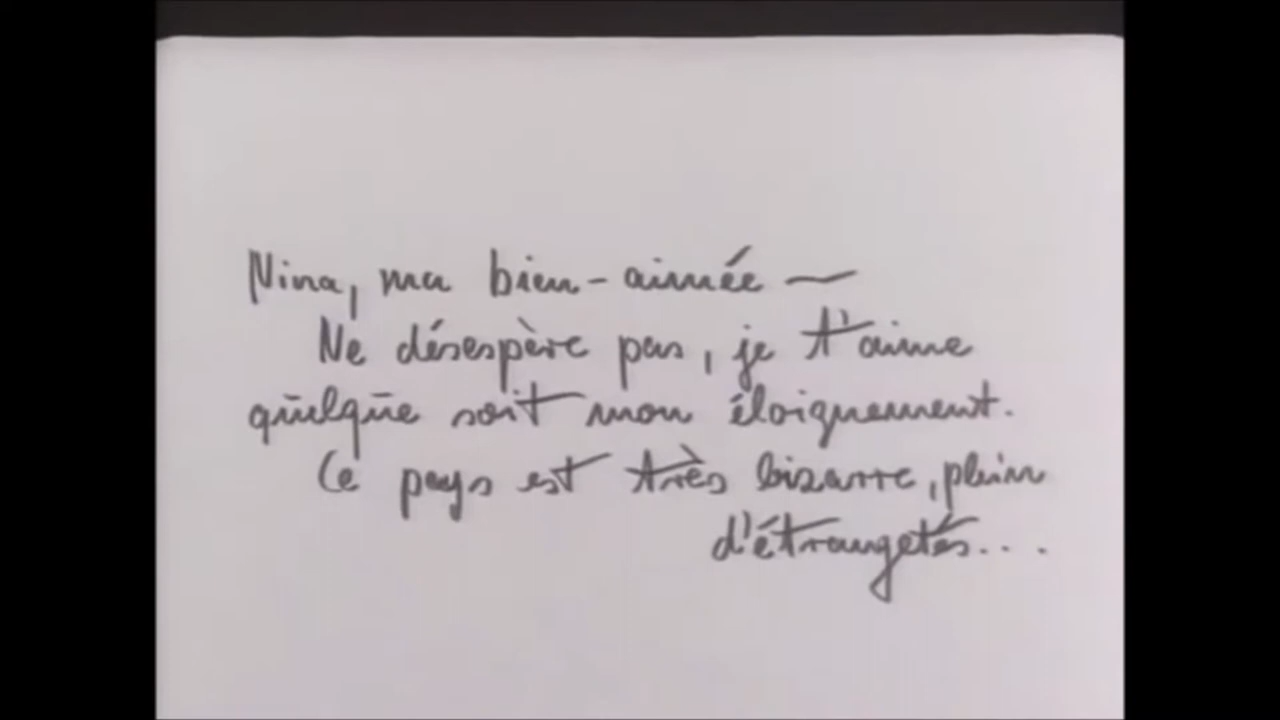 Nina, ma bien-aimée —
Ne désespère pas, je t'aime
quelque soit mon éloignement.
Ce pays est très bizarre, plein
d'étrangetés...